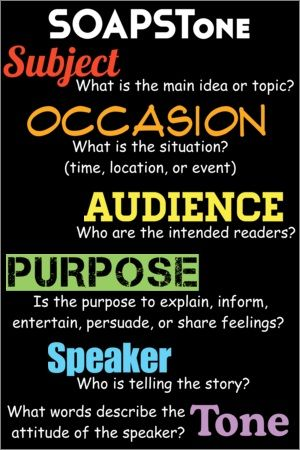 SOAPSTONE
Subject
What is the main idea or topic?
OCCASION
What is the situation?
(time, location, or event)
AUDIENCE
Who are the intended readers?
PURPOSE
Is the purpose to explain, inform,
entertain, persuade, or share feelings?
Speaker
Who is telling the story?
What words describe the
attitude of the speaker?
Tone